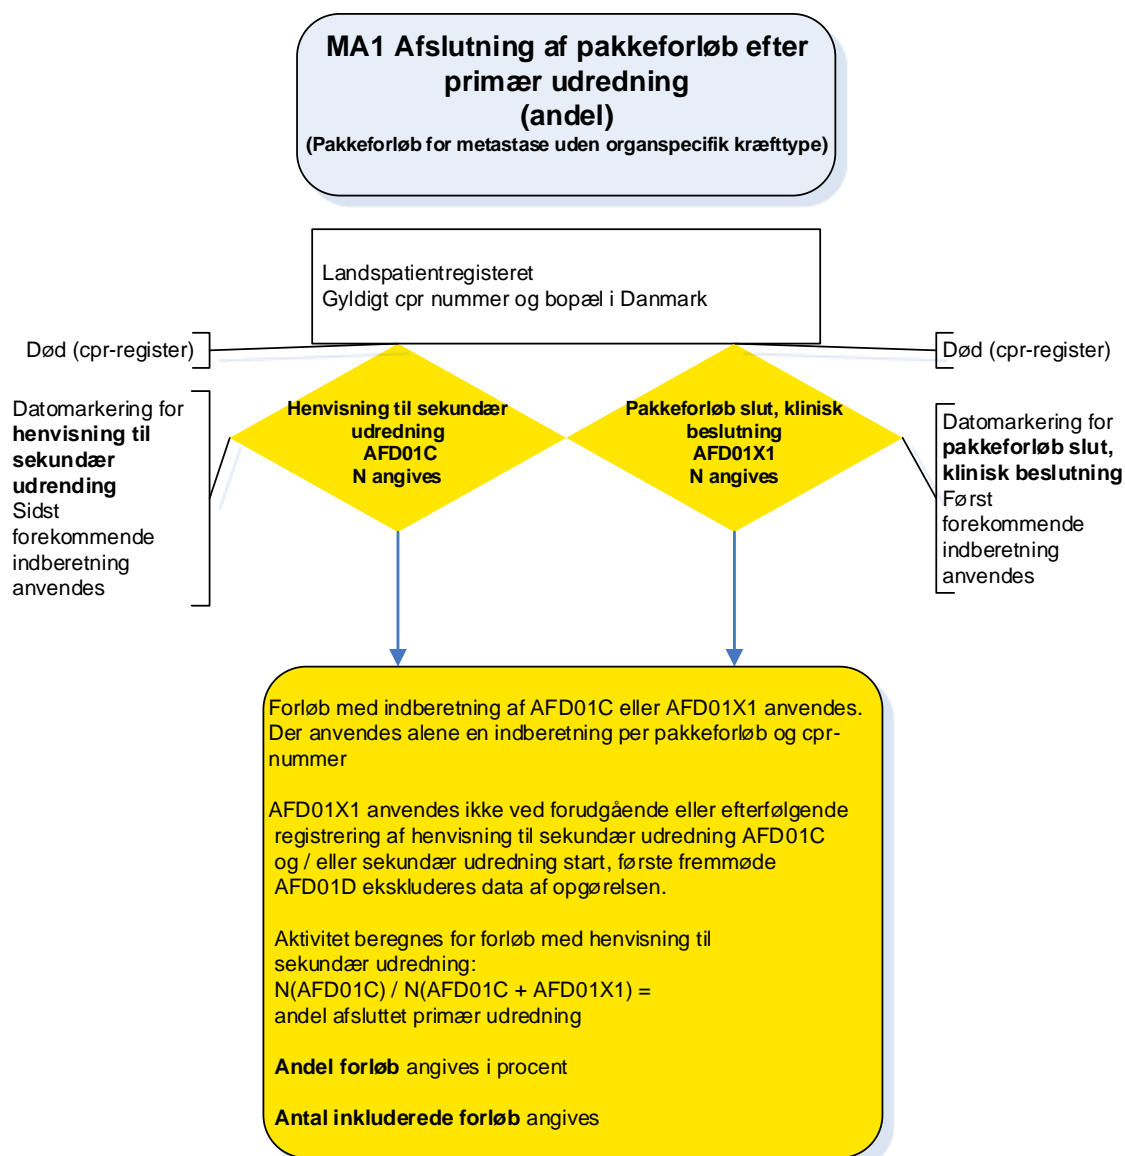 MA1 Afslutning af pakkeforløb efter
primær udredning
(andel)
(Pakkeforløb for metastase uden organspecifik kræfttype)
Landspatientregisteret
Gyldigt cpr nummer og bopæl i Danmark
Død (cpr-register)
Død (cpr-register)
Datomarkering for
henvisning til
sekundær
udrending
Sidst
forekommende
indberetning
anvendes
Henvisning til sekundær
udredning
AFD01C
N angives
Pakkeforløb slut, klinisk
beslutning
AFD01X1
N angives
Datomarkering for
pakkeforløb slut,
klinisk beslutning
Først
forekommende
indberetning
anvendes
Forløb med indberetning af AFD01C eller AFD01X1 anvendes.
Der anvendes alene en indberetning per pakkeforløb og cpr-
nummer
AFD01X1 anvendes ikke ved forudgående eller efterfølgende
registrering af henvisning til sekundær udredning AFD01C
og / eller sekundær udredning start, første fremmøde
AFD01D ekskluderes data af opgørelsen.
Aktivitet beregnes for forløb med henvisning til
sekundær udredning:
N(AFD01C) / N(AFD01C + AFD01X1) =
andel afsluttet primær udredning
Andel forløb angives i procent
Antal inkluderede forløb angives